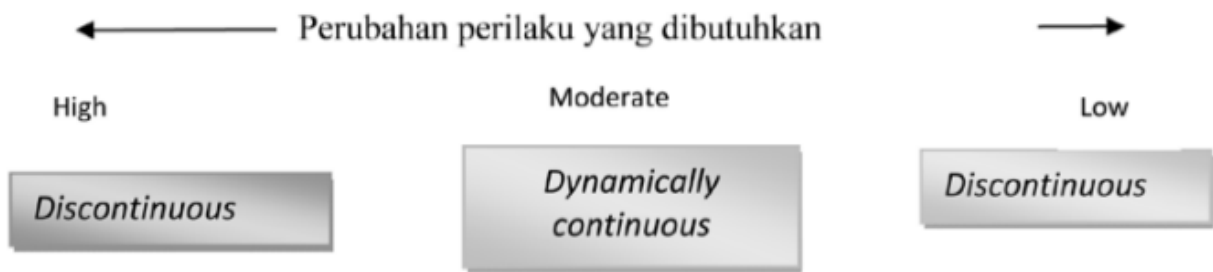 Perubahan perilaku yang dibutuhkan
High
Moderate
Low
Discontinuous
Dynamically
continuous
Discontinuous